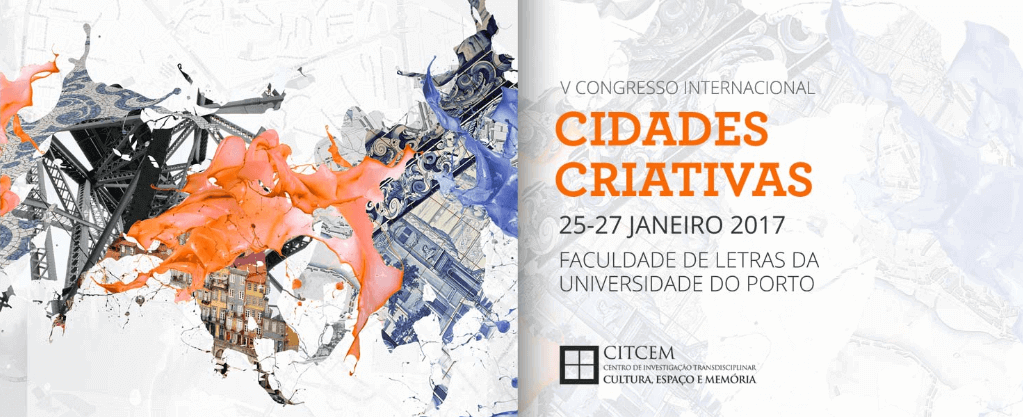 V CONGRESSO INTERNACIONAL
CIDADES
CRIATIVAS
25-27 JANEIRO 2017
FACULDADE DE LETRAS DA
UNIVERSIDADE DO PORTO
CITCEM
CENTRO DE INVESTIGAÇÃO TRANSDISCIPLINAR
CULTURA, ESPAÇO E MEMÓRIA